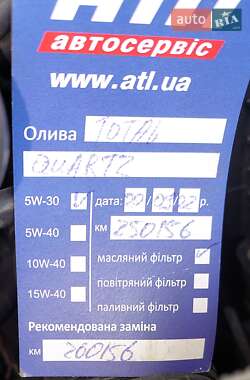 АТЛ
AUTO RIA
автосервіс
www.atl.ua
Олива TOTAL
QUARTZ
5W-30 дата: р.
5W-40 км 250156
10W-40 масляний фільтр
15W-40 повітряний фільтр
паливний фільтр
Рекомендована заміна
км 260156